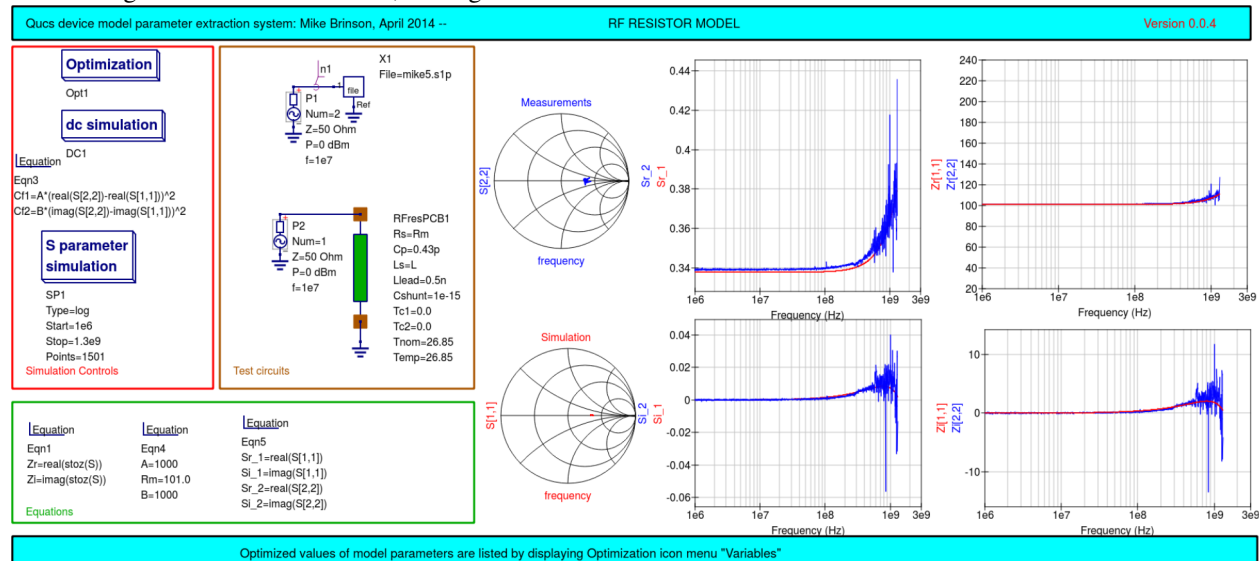 Qucs device model parameter extraction system: Mike Brinson, April 2014 --
RF RESISTOR MODEL
Version 0.0.4
Optimization
Opt1
dc simulation
DC1
Equation
Eqn3
Cf1=A*(real(S[2,2])-real(S[1,1]))^2
Cf2=B*(imag(S[2,2])-imag(S[1,1]))^2
S parameter
simulation
SP1
Type=log
Start=1e6
Stop=1.3e9
Points=1501
Simulation Controls
n1
X1
File=mike5.s1p
1
file
Ref
P1
Num=2
Z=50 Ohm
P=0 dBm
f=1e7
P2
Num=1
Z=50 Ohm
P=0 dBm
f=1e7
RFresPCB1
Rs=Rm
Cp=0.43p
Ls=L
Llead=0.5n
Cshunt=1e-15
Tc1=0.0
Tc2=0.0
Tnom=26.85
Temp=26.85
Test circuits
Equation
Eqn1
Zr=real(stoz(S))
Zi=imag(stoz(S))
Equation
Eqn4
A=1000
Rm=101.0
B=1000
Equation
Eqn5
Sr_1=real(S[1,1])
Si_1=imag(S[1,1])
Sr_2=real(S[2,2])
Si_2=imag(S[2,2])
Equations
Measurements
S[2,2]
frequency
Simulation
S[1,1]
frequency
Sr_2
Sr_1
0.44
0.42
0.4
0.38
0.36
0.34
1e6 1e7 1e8 1e9 3e9
Frequency (Hz)
Zr[1,1]
Zr[2,2]
240
220
200
180
160
140
120
100
80
60
40
20
1e6 1e7 1e8 1e9 3e9
Frequency (Hz)
Si_2
Si_1
0.04
0.02
0
-0.02
-0.04
-0.06
1e6 1e7 1e8 1e9 3e9
Frequency (Hz)
Zi[1,1]
Zi[2,2]
10
0
-10
1e6 1e7 1e8 1e9 3e9
Frequency (Hz)
Optimized values of model parameters are listed by displaying Optimization icon menu "Variables"